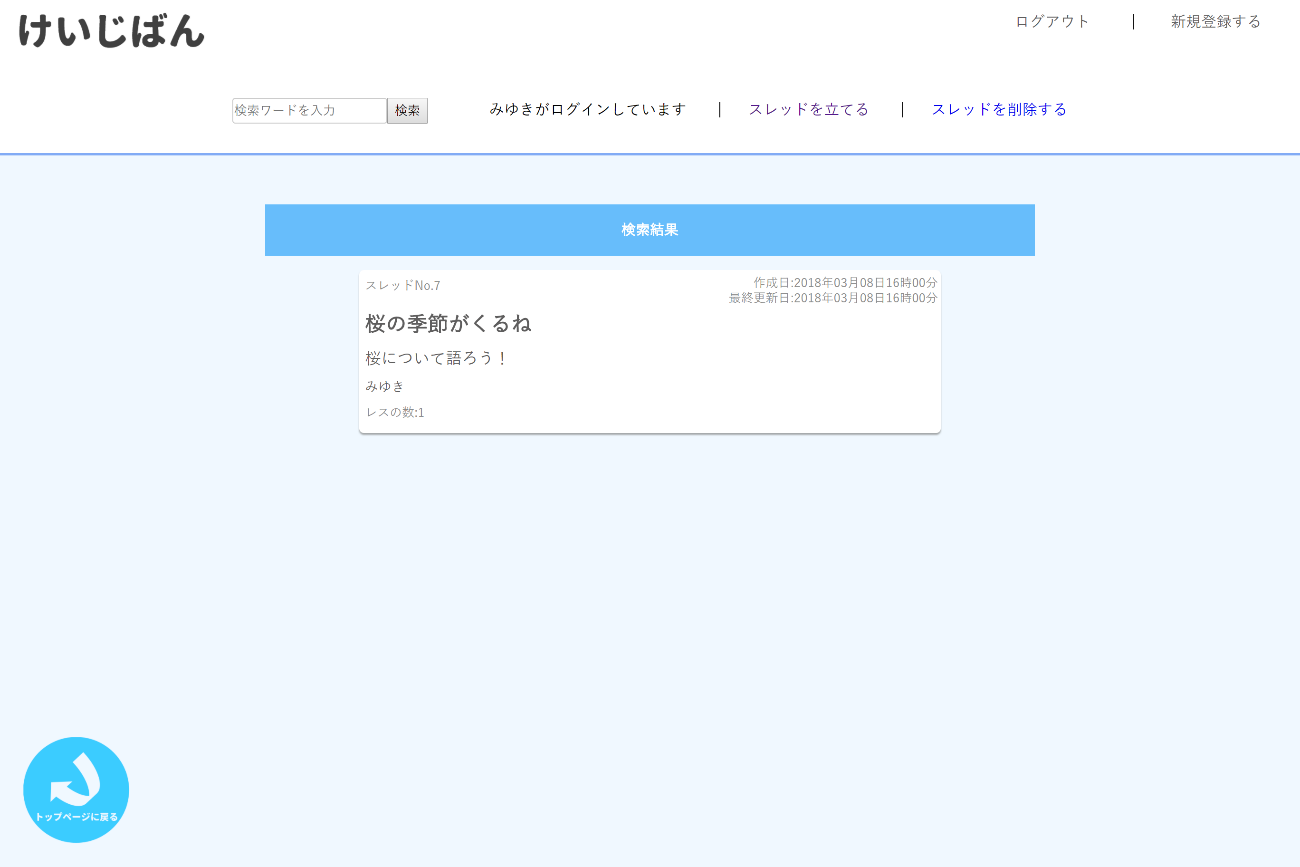 けいじばん
ログアウト | 新規登録する
検索ワードを入力 検索 みゆきがログインしています | スレッドを立てる | スレッドを削除する
検索結果
スレッドNo.7
作成日:2018年03月08日16時00分
最終更新日:2018年03月08日16時00分
桜の季節がくるね
桜について語ろう！
みゆき
レスの数:1
トップページに戻る